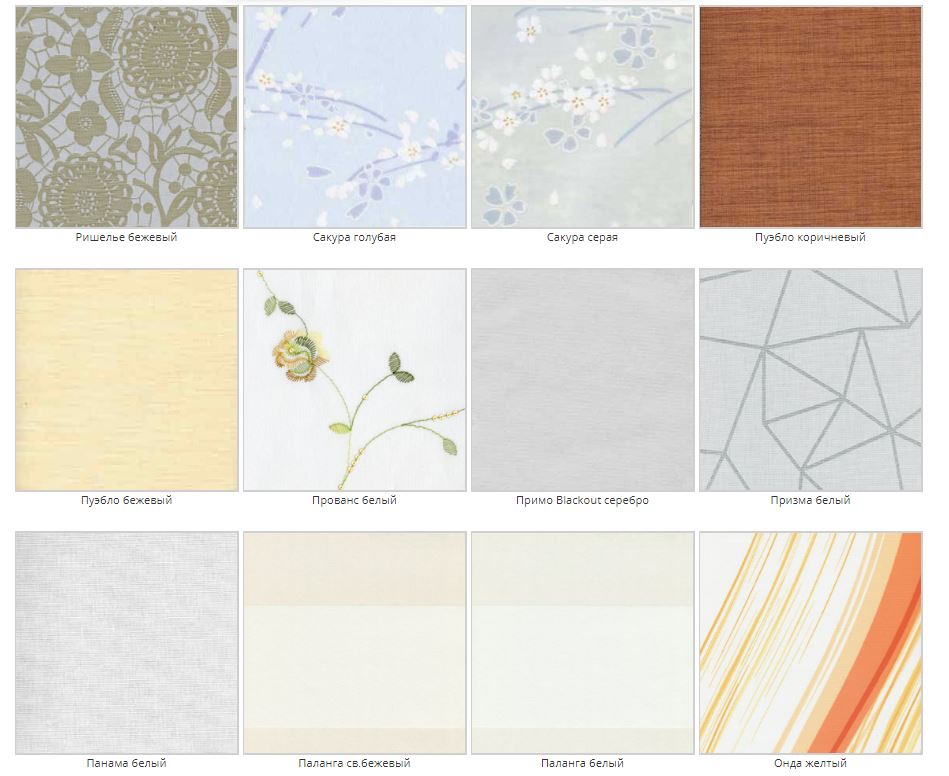 Ришелье бежевый
Сакура голубая
Сакура серая
Пуэбло коричневый
Пуэбло бежевый
Прованс белый
Примо Blackout серебро
Призма белый
Панама белый
Паланга св.бежевый
Паланга белый
Онда желтый